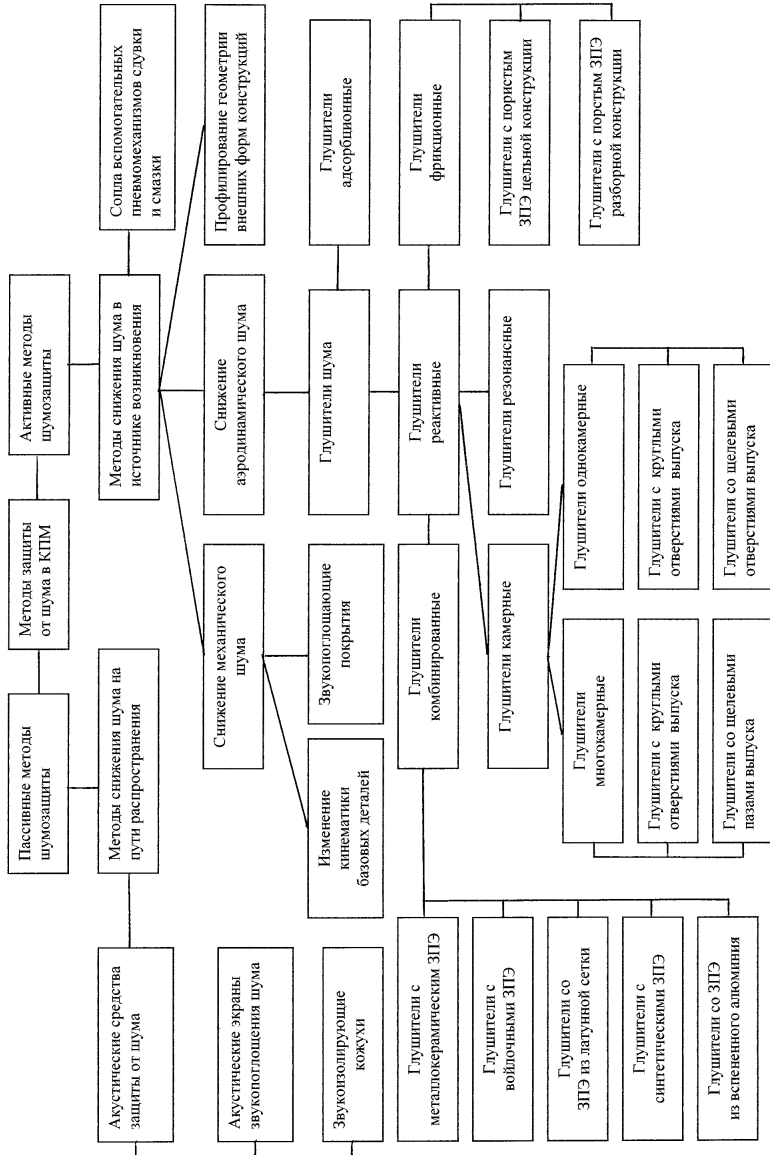 Пассивные методы
шумозащиты
Методы защиты
от шума в КПМ
Активные методы
шумозащиты
Акустические средства
защиты от шума
Методы снижения шума на
пути распространения
Методы снижения шума в
источнике возникновения
Сопла вспомогательных
пневмомеханизмов сдувки
и смазки
Акустические экраны
звукопоглощения шума
Снижение механического
шума
Снижение
аэродинамического шума
Профилирование геометрии
внешних форм конструкций
Звукоизолирующие
кожухи
Изменение
кинематики
базовых деталей
Звукопоглощающие
покрытия
Глушители шума
Глушители
адсорбционные
Глушители с
металлокерамическим ЗПЭ
Глушители
комбинированные
Глушители
реактивные
Глушители
фрикционные
Глушители с
войлочными ЗПЭ
Глушители камерные
Глушители резонансные
Глушители с пористым
ЗПЭ цельной конструкции
Глушители со
ЗПЭ из латунной сетки
Глушители
многокамерные
Глушители однокамерные
Глушители с порстым ЗПЭ
разборной конструкции
Глушители с
синтетическими ЗПЭ
Глушители с круглыми
отверстиями выпуска
Глушители с круглыми
отверстиями выпуска
Глушители со ЗПЭ
из вспененного алюминия
Глушители со щелевыми
пазами выпуска
Глушители со щелевыми
отверстиями выпуска